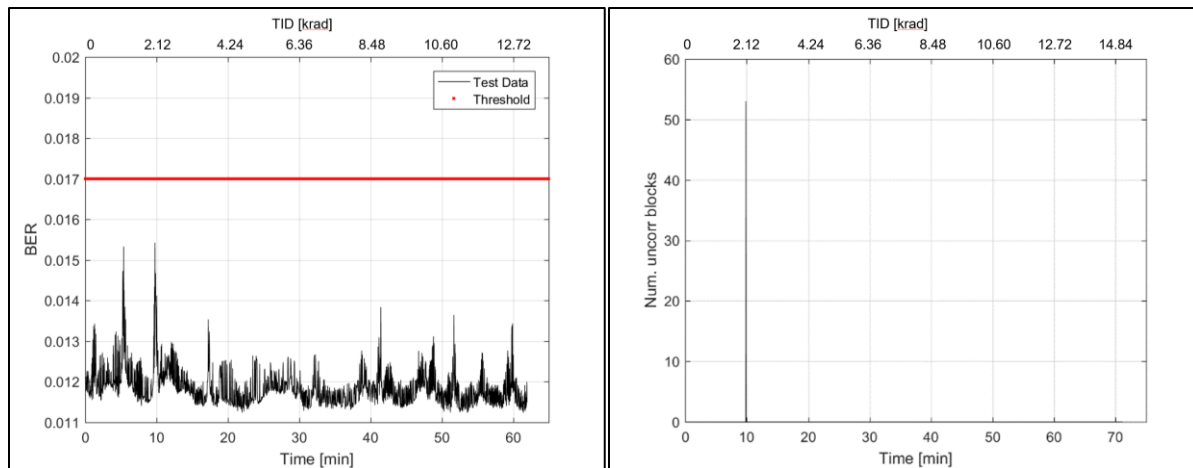 TID [krad]
0 2.12 4.24 6.36 8.48 10.60 12.72
0.02
0.019
0.018
0.017
0.016
0.015
0.014
0.013
0.012
0.011
BER
Test Data
Threshold
0 10 20 30 40 50 60
Time [min]
TID [krad]
0 2.12 4.24 6.36 8.48 10.60 12.72 14.84
60
50
40
30
20
10
0
Num. uncorr blocks
0 10 20 30 40 50 60 70
Time [min]